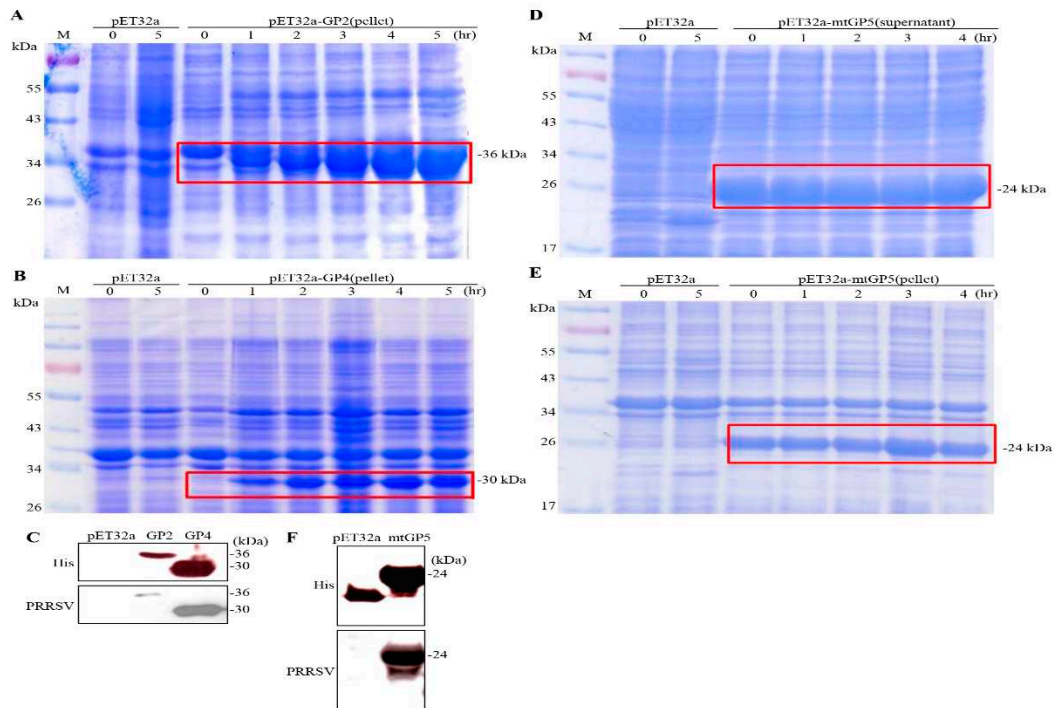 A
pET32a pET32a-GP2(pellet)
kDa M 0 5 0 1 2 3 4 5 (hr)
55
43
34
26
-36 kDa
B
pET32a pET32a-GP4(pellet)
kDa M 0 5 0 1 2 3 4 5 (hr)
55
43
34
26
-30 kDa
C
pET32a GP2 GP4 (kDa)
His -36
-30
PRRSV -36
-30
D
pET32a pET32a-mtGP5(supernatant)
kDa M 0 5 0 1 2 3 4 (hr)
55
43
34
26
17
-24 kDa
E
pET32a pET32a-mtGP5(pellet)
kDa M 0 5 0 1 2 3 4 (hr)
55
43
34
26
17
-24 kDa
F
pET32a mtGP5
(kDa)
His -24
PRRSV -24